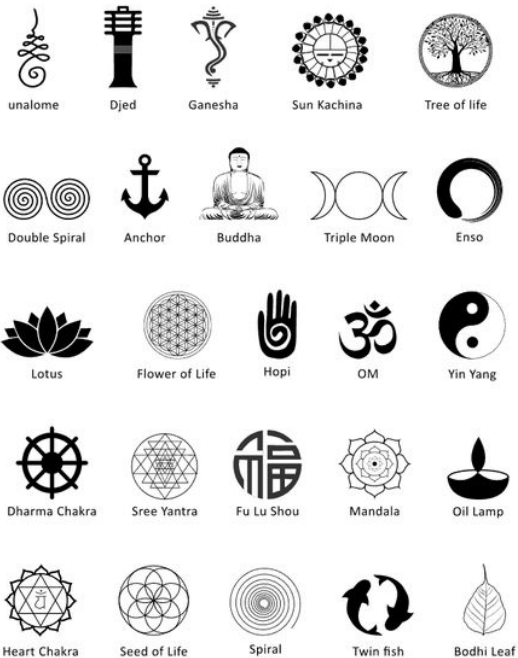 unalome Djed Ganesha Sun Kachina Tree of life
Double Spiral Anchor Buddha Triple Moon Enso
ॐ
Lotus Flower of Life Hopi OM Yin Yang
福
Dharma Chakra Sree Yantra Fu Lu Shou Mandala Oil Lamp
यं
Heart Chakra Seed of Life Spiral Twin fish Bodhi Leaf